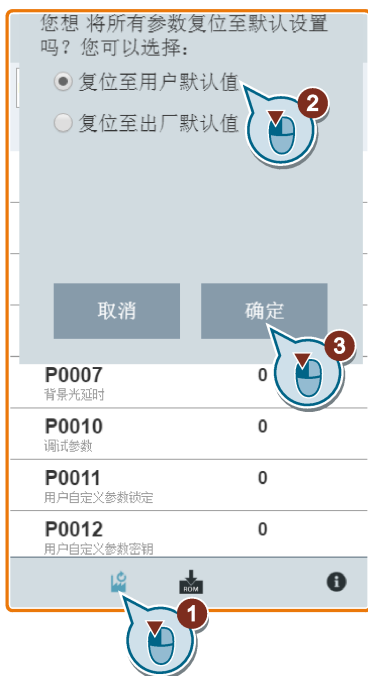 您想 将所有参数复位至默认设置
吗？您可以选择：
复位至用户默认值
2
复位至出厂默认值
取消
确定
3
P0007
0
背景光延时
P0010
0
调试参数
P0011
0
用户自定义参数锁定
P0012
0
用户自定义参数密钥
ROM
i
1